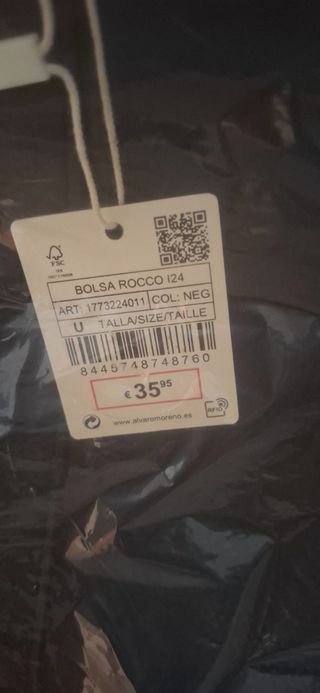 FSC
BOLSA ROCCO I24
ART: 1773224011 COL: NEG
U TALLA/SIZE/TAILLE
8445748748760
€ 35,95
www.alvaromoreno.es
RFID